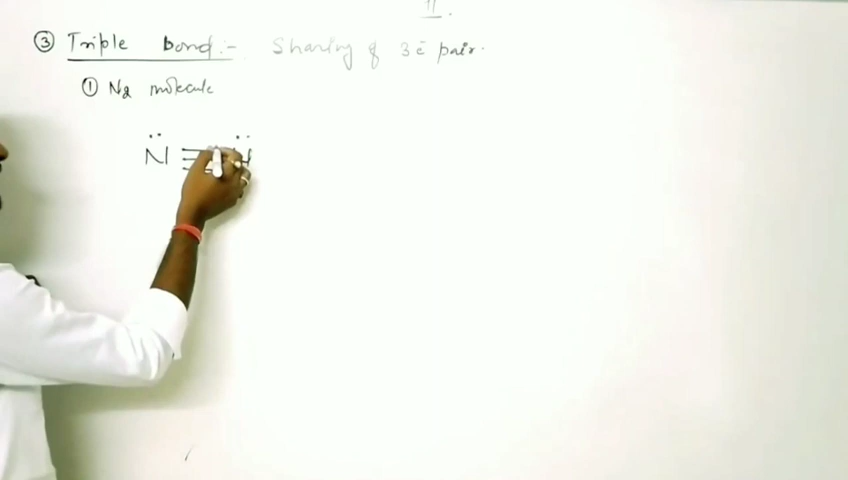 ③ Triple bond:- Sharing of 3 ē pair.
① N2 molecule
N̈ ≡ N̈